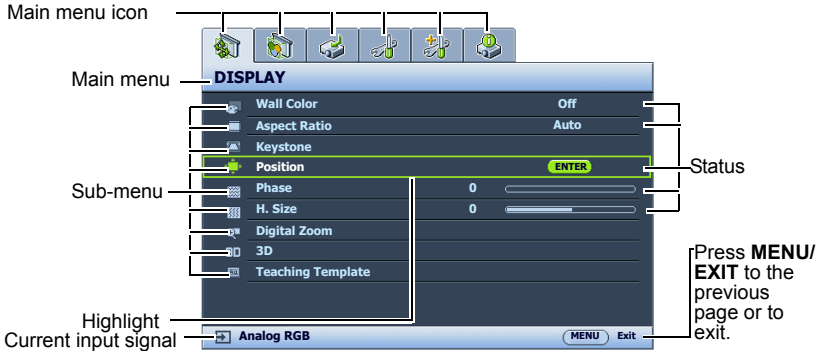 Main menu icon
Main menu
DISPLAY
Wall Color Off
Aspect Ratio Auto
Keystone
Position ENTER
Status
Sub-menu
Phase 0
H. Size 0
Digital Zoom
3D
Teaching Template
Press MENU/
EXIT to the
previous
page or to
exit.
Highlight
Current input signal
Analog RGB
MENU Exit